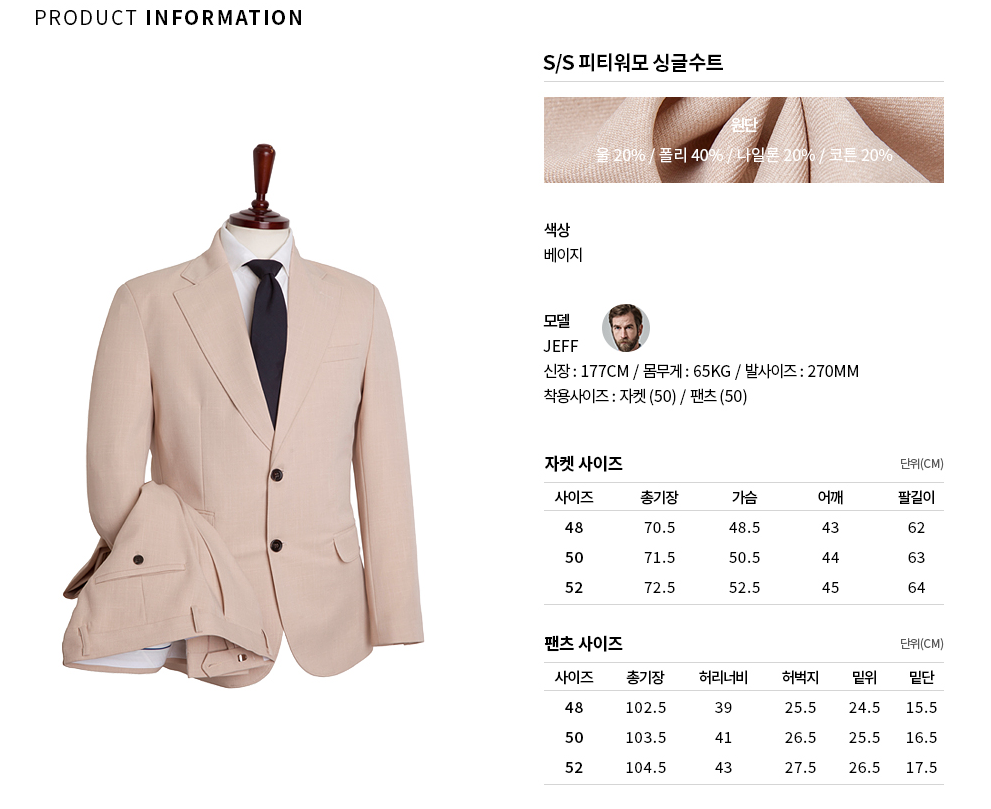 PRODUCT INFORMATION
S/S 피티워모 싱글수트
원단
울 20% / 폴리 40% / 나일론 20% / 코튼 20%
색상
베이지
모델
JEFF
신장 : 177CM / 몸무게 : 65KG / 발사이즈 : 270MM
착용사이즈 : 자켓 (50) / 팬츠 (50)
자켓 사이즈 단위(CM)
사이즈 총기장 가슴 어깨 팔길이
48 70.5 48.5 43 62
50 71.5 50.5 44 63
52 72.5 52.5 45 64
팬츠 사이즈 단위(CM)
사이즈 총기장 허리너비 허벅지 밑위 밑단
48 102.5 39 25.5 24.5 15.5
50 103.5 41 26.5 25.5 16.5
52 104.5 43 27.5 26.5 17.5